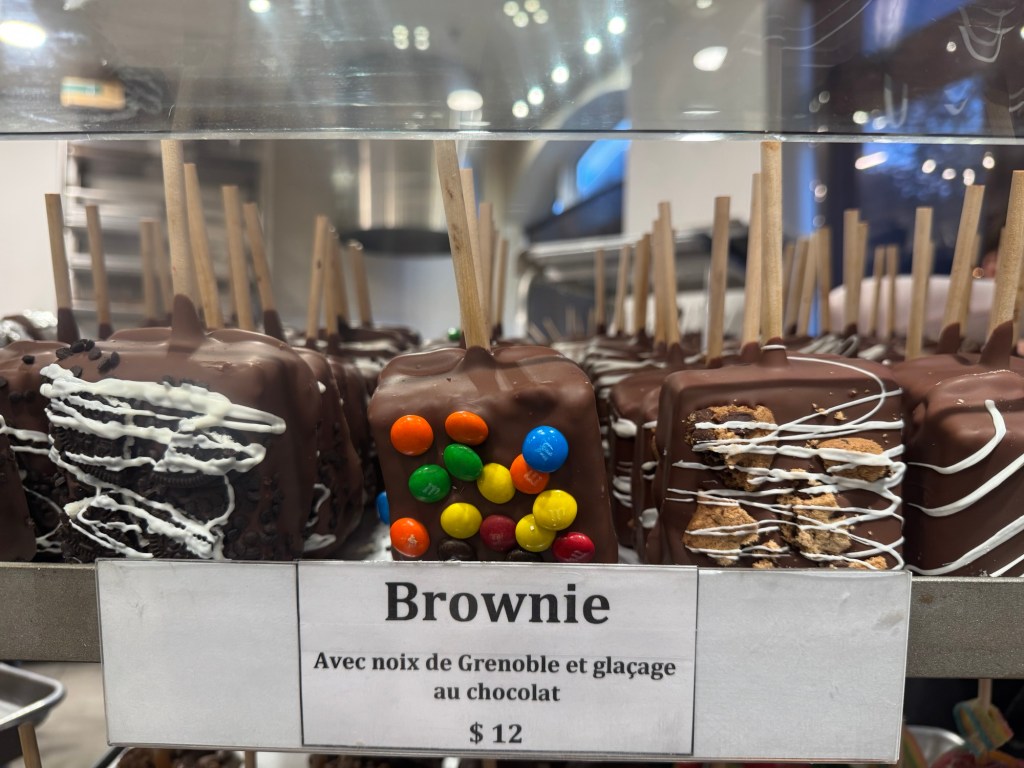 Brownie
Avec noix de Grenoble et glaçage
au chocolat
$ 12